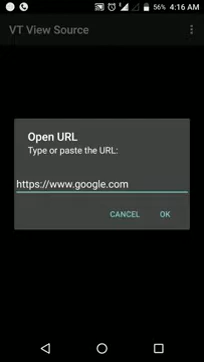 56% 4:16 AM
VT View Source
Open URL
Type or paste the URL:
https://www.google.com
CANCEL OK